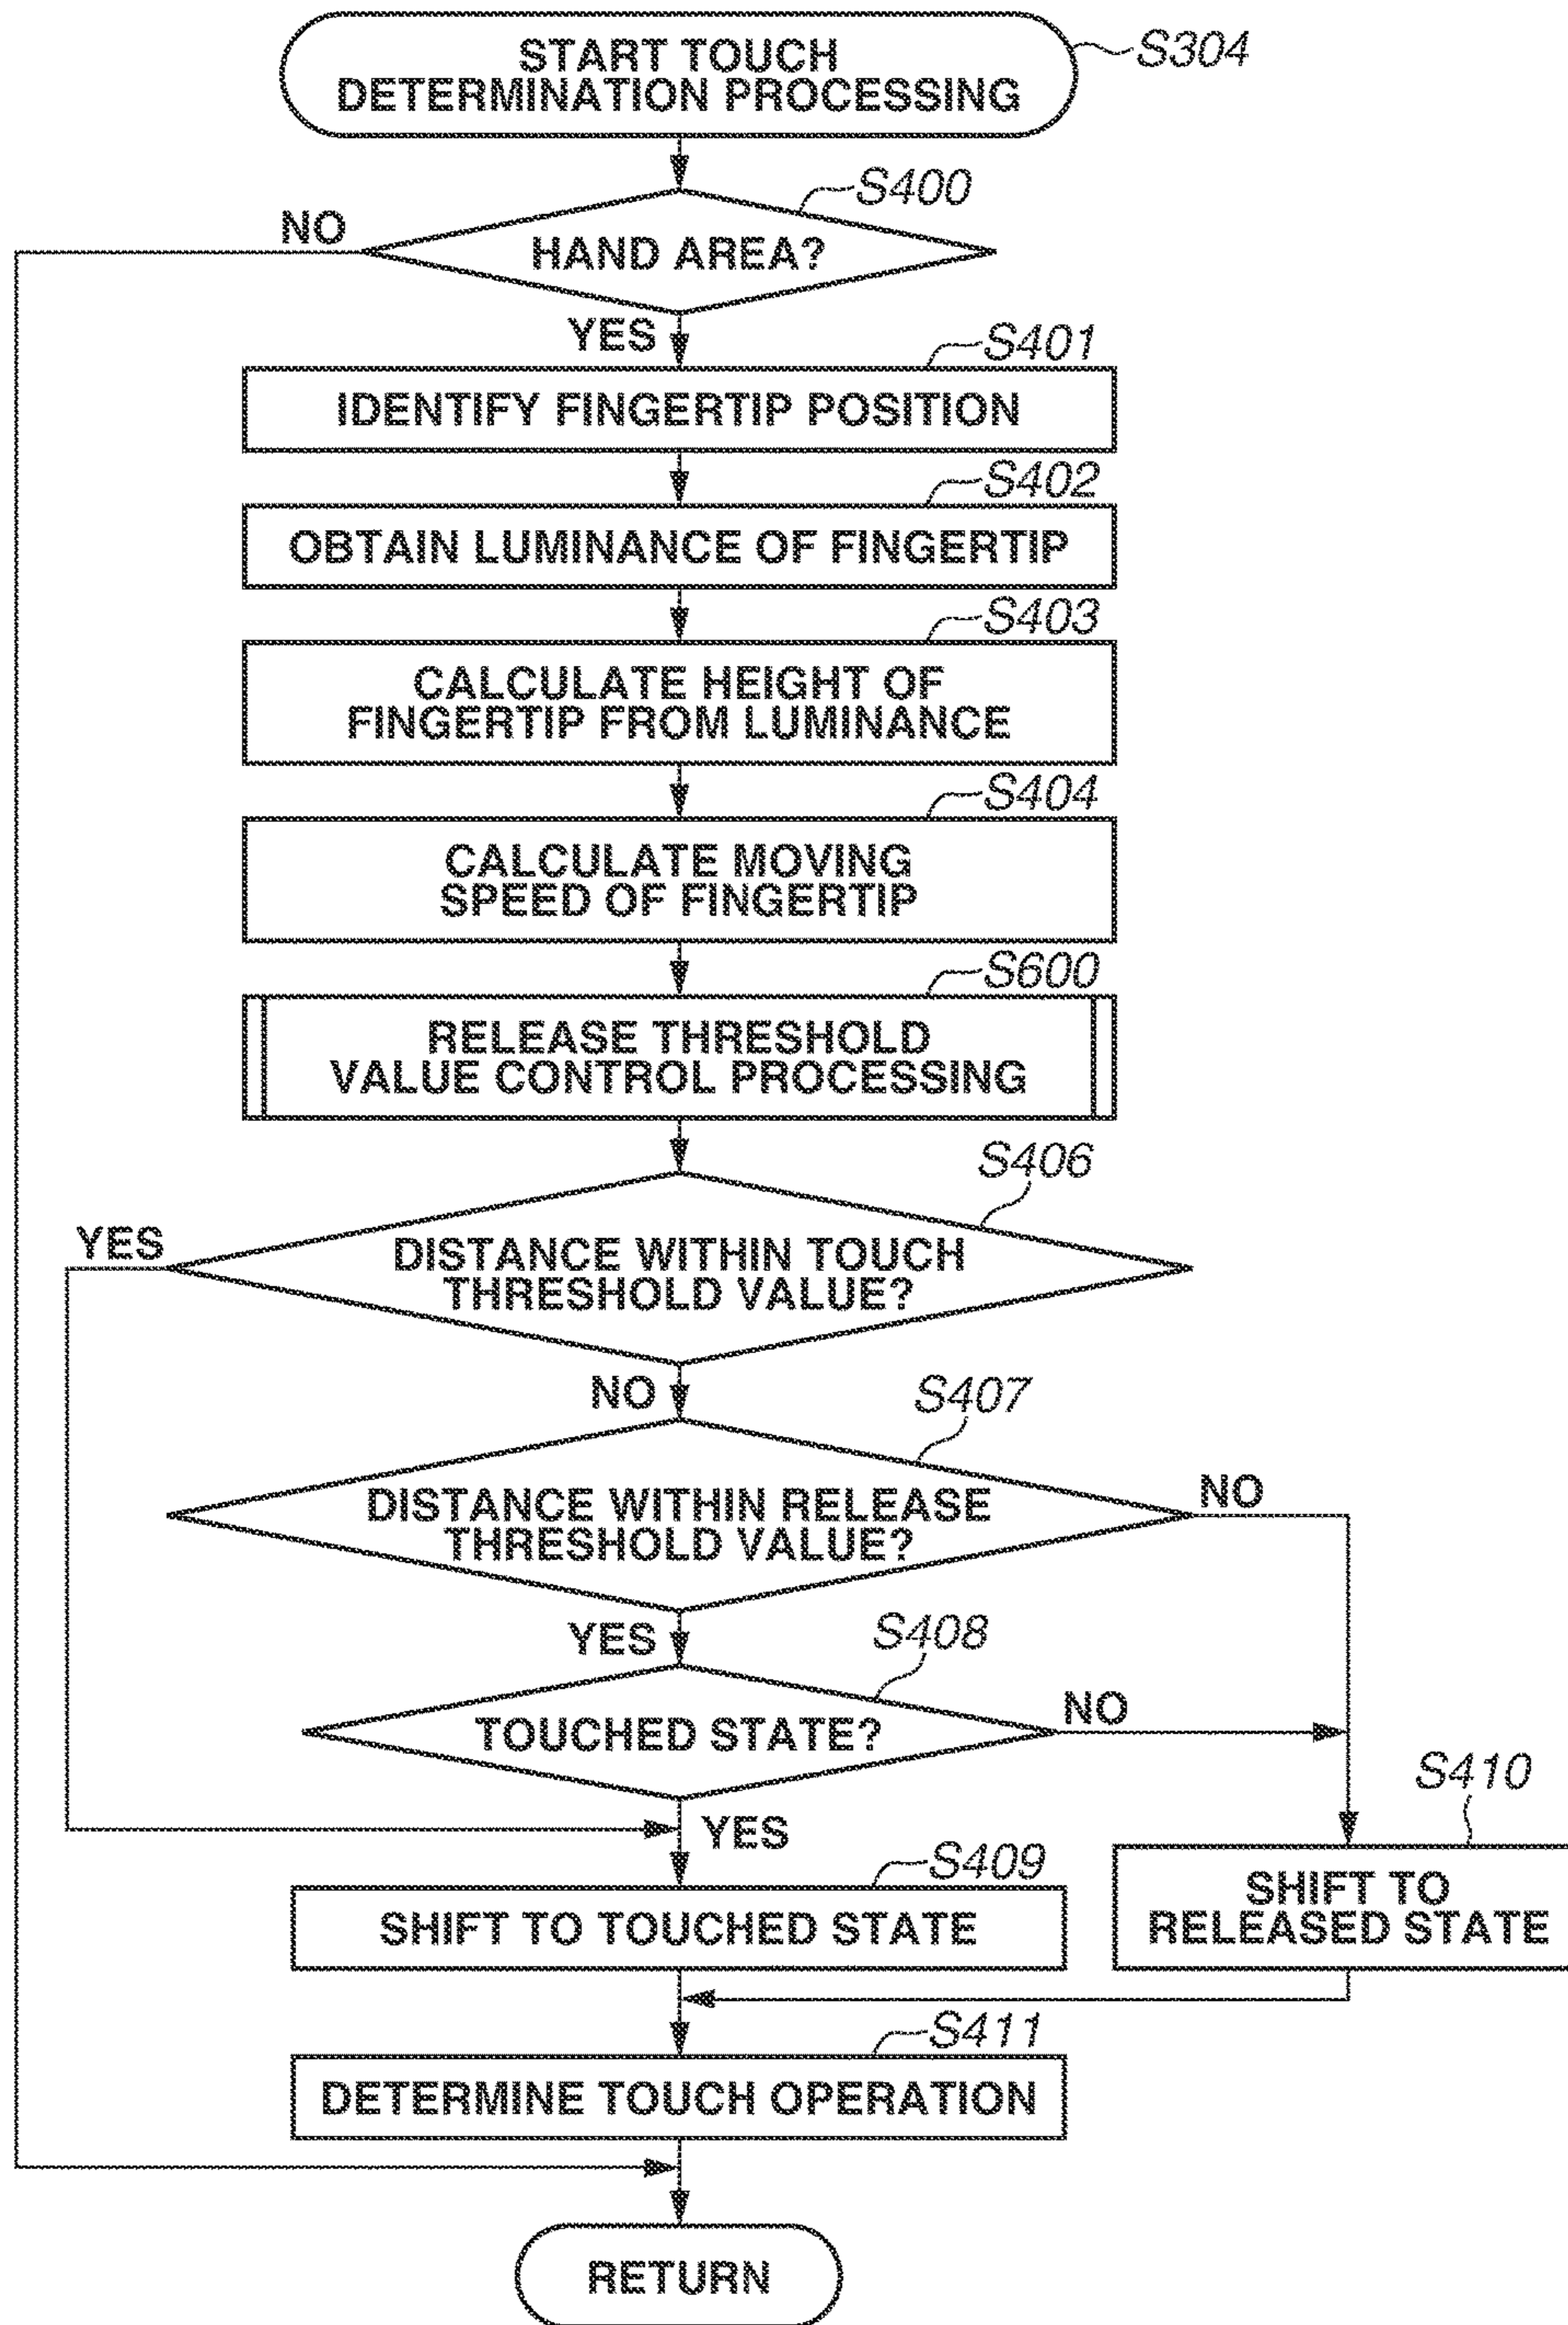 START TOUCH
DETERMINATION PROCESSING
S304
S400
NO
HAND AREA?
YES
S401
IDENTIFY FINGERTIP POSITION
S402
OBTAIN LUMINANCE OF FINGERTIP
S403
CALCULATE HEIGHT OF
FINGERTIP FROM LUMINANCE
S404
CALCULATE MOVING
SPEED OF FINGERTIP
S600
RELEASE THRESHOLD
VALUE CONTROL PROCESSING
S406
YES
DISTANCE WITHIN TOUCH
THRESHOLD VALUE?
NO
S407
DISTANCE WITHIN RELEASE
THRESHOLD VALUE?
NO
YES
S408
TOUCHED STATE?
NO
YES
S410
S409
SHIFT TO TOUCHED STATE
SHIFT TO
RELEASED STATE
S411
DETERMINE TOUCH OPERATION
RETURN